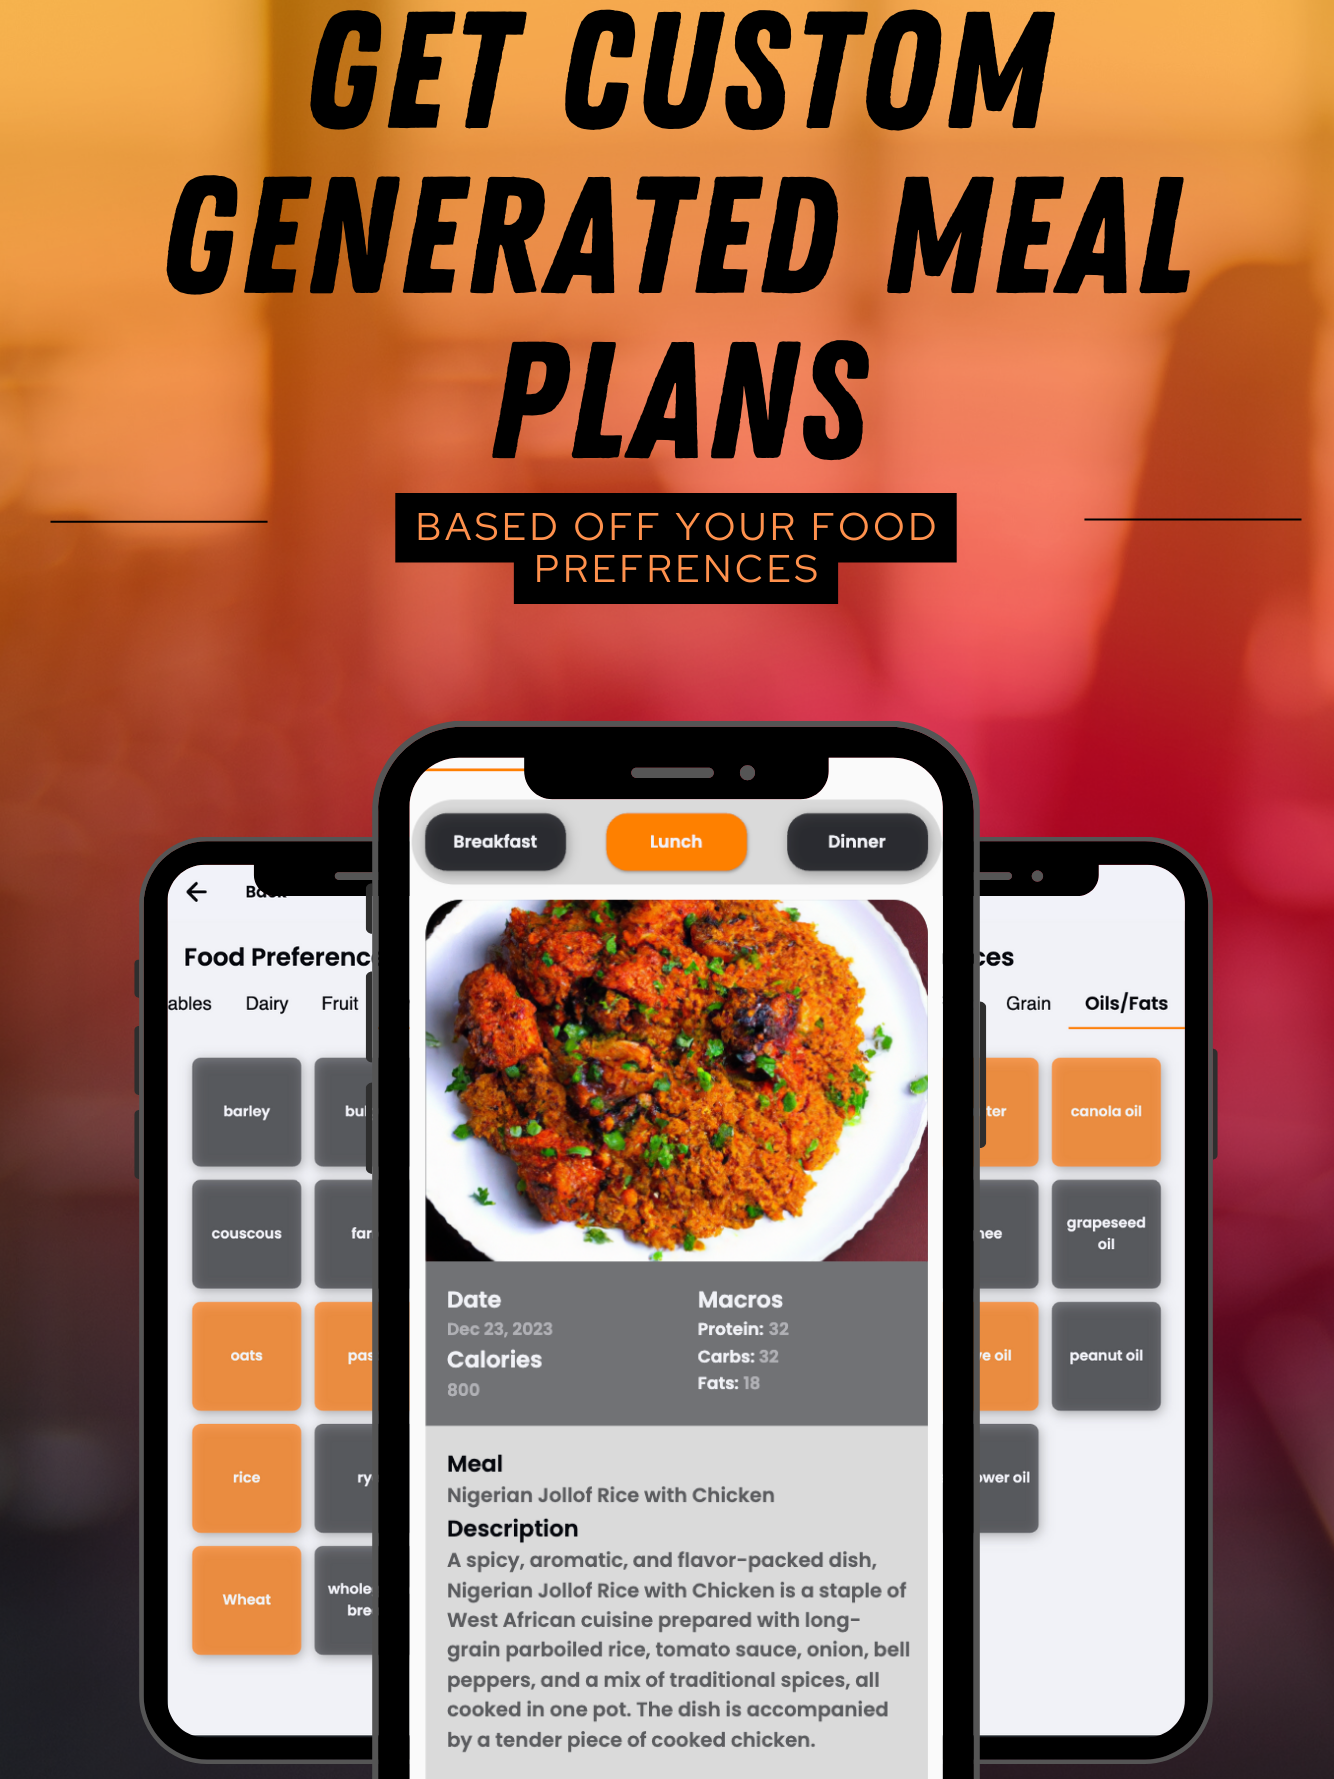 GET CUSTOM
GENERATED MEAL
PLANS
BASED OFF YOUR FOOD
PREFRENCES
Breakfast
Lunch
Dinner
Date
Dec 23, 2023
Calories
800
Macros
Protein: 32
Carbs: 32
Fats: 18
Meal
Nigerian Jollof Rice with Chicken
Description
A spicy, aromatic, and flavor-packed dish,
Nigerian Jollof Rice with Chicken is a staple of
West African cuisine prepared with long-
grain parboiled rice, tomato sauce, onion, bell
peppers, and a mix of traditional spices, all
cooked in one pot. The dish is accompanied
by a tender piece of cooked chicken.
Food Preferenc
ables Dairy Fruit
barley
couscous
oats
pas
rice
ry
Wheat
whole
bre
ces
Grain Oils/Fats
ter
canola oil
grapeseed
oil
ve oil
peanut oil
ower oil